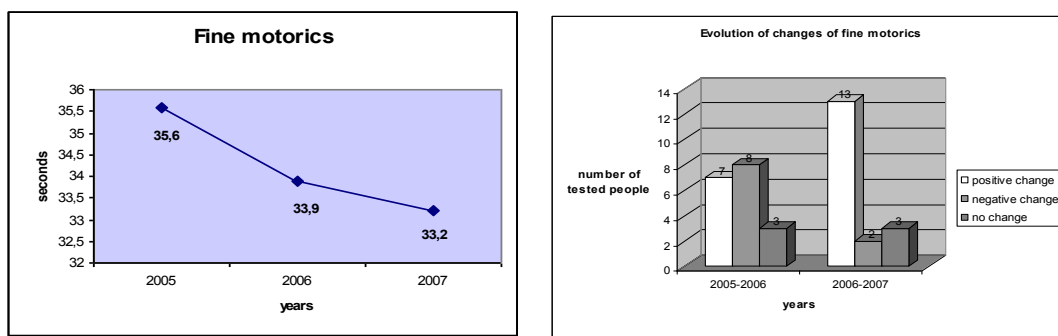 Fine motorics
36
35,5
35
34,5
34
33,5
33
32,5
32
seconds
35,6
33,9
33,2
2005 2006 2007
years
Evolution of changes of fine motorics
14
12
10
8
6
4
2
0
number of
tested people
7 8 3 13 2 3
2005-2006 2006-2007
years
positive change
negative change
no change